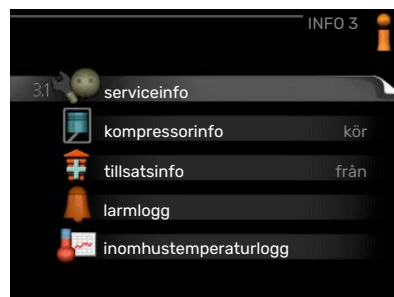 INFO 3
3.1 serviceinfo
kompressorinfo kör
tillsatsinfo från
larmlogg
inomhustemperaturlogg